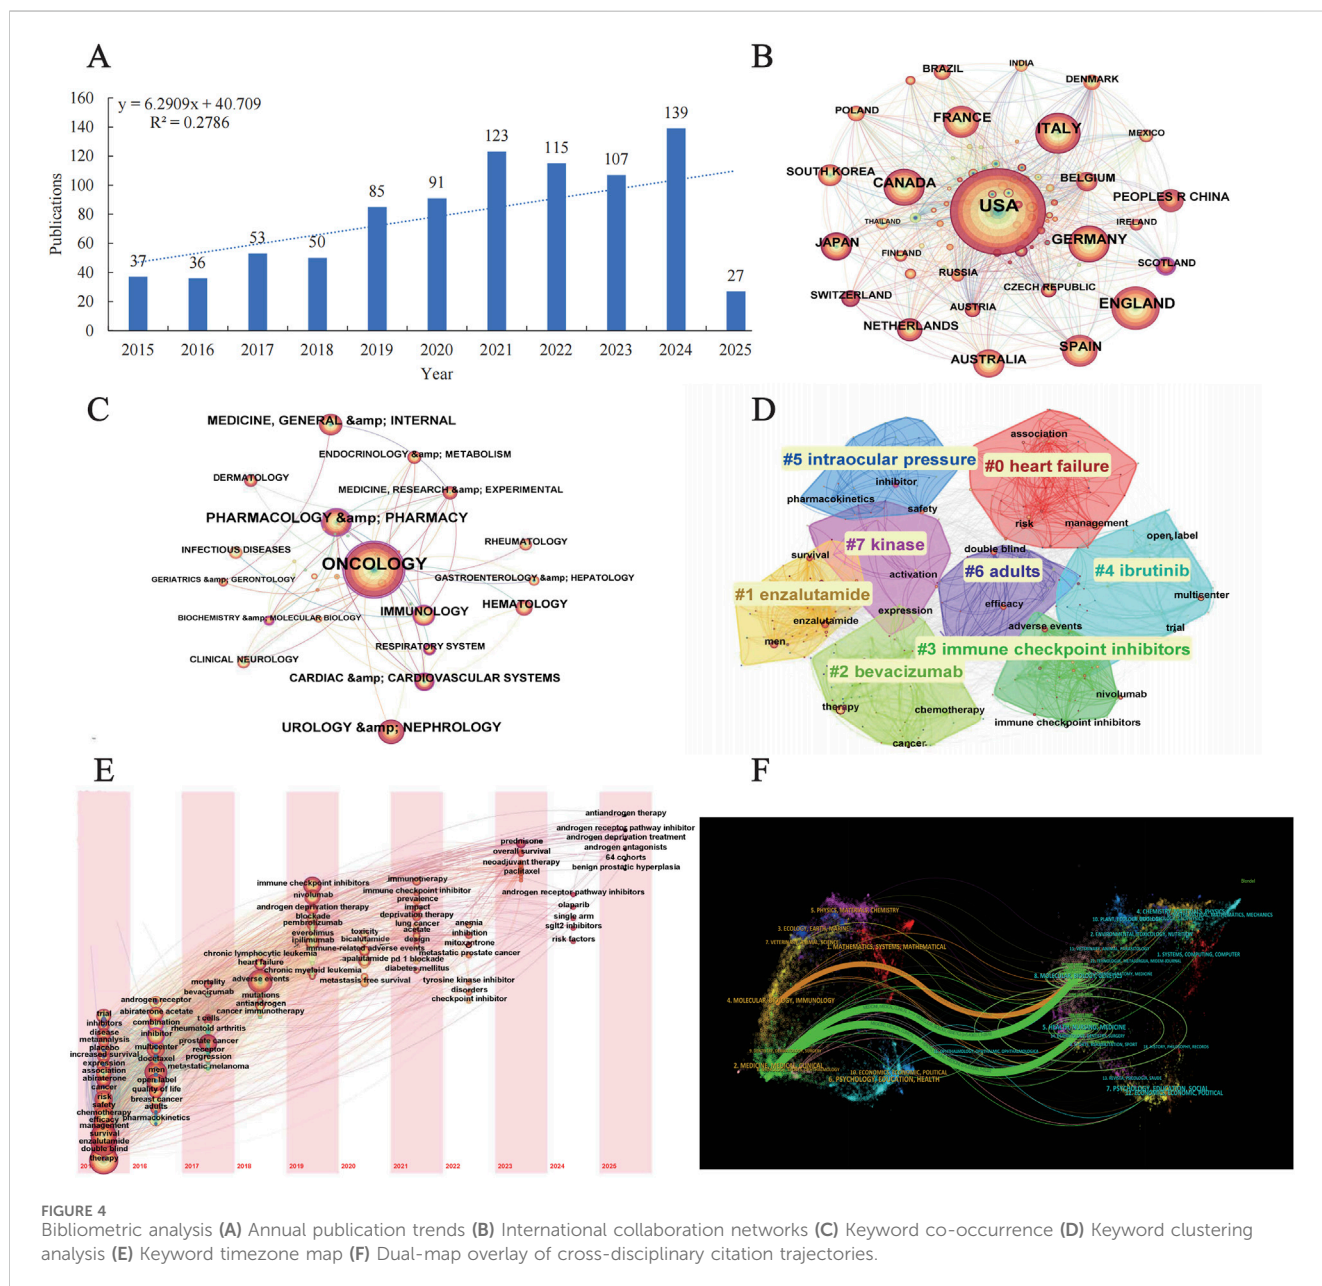 A
y = 6.2909x + 40.709
R² = 0.2786
Publications
160
140
120
100
80
60
40
20
0
37
36
53
50
85
91
123
115
107
139
27
2015 2016 2017 2018 2019 2020 2021 2022 2023 2024 2025
Year
B
INDIA
BRAZIL
DENMARK
POLAND
FRANCE
ITALY
MEXICO
SOUTH KOREA
CANADA
BELGIUM
PEOPLES R CHINA
USA
THAILAND
IRELAND
JAPAN
GERMANY
FINLAND
SCOTLAND
RUSSIA
SWITZERLAND
CZECH REPUBLIC
AUSTRIA
ENGLAND
NETHERLANDS
SPAIN
AUSTRALIA
C
MEDICINE, GENERAL &amp; INTERNAL
ENDOCRINOLOGY &amp; METABOLISM
DERMATOLOGY
MEDICINE, RESEARCH &amp; EXPERIMENTAL
PHARMACOLOGY &amp; PHARMACY
RHEUMATOLOGY
INFECTIOUS DISEASES
ONCOLOGY
GERIATRICS &amp; GERONTOLOGY
GASTROENTEROLOGY &amp; HEPATOLOGY
IMMUNOLOGY
HEMATOLOGY
BIOCHEMISTRY &amp; MOLECULAR BIOLOGY
RESPIRATORY SYSTEM
CLINICAL NEUROLOGY
CARDIAC &amp; CARDIOVASCULAR SYSTEMS
UROLOGY &amp; NEPHROLOGY
D
association
#5 intraocular pressure
#0 heart failure
inhibitor
pharmacokinetics
safety
risk
management
open label
#7 kinase
double blind
survival
activation
#6 adults
#4 ibrutinib
#1 enzalutamide
multicenter
efficacy
expression
enzalutamide
adverse events
trial
men
#3 immune checkpoint inhibitors
#2 bevacizumab
nivolumab
therapy
chemotherapy
immune checkpoint inhibitors
cancer
E
trial
inhibitors
disease
metaanalysis
placebo
increased survival
expression
association
abiraterone
cancer
risk
safety
chemotherapy
efficacy
management
survival
enzalutamide
double blind
therapy
androgen receptor
abiraterone acetate
combination
inhibitor
multicenter
docetaxel
men
open label
quality of life
breast cancer
adults
pharmacokinetics
mortality
bevacizumab
t cells
rheumatoid arthritis
prostate cancer
receptor
progression
metastatic melanoma
chronic lymphocytic leukemia
heart failure
chronic myeloid leukemia
adverse events
mutations
antiandrogen
cancer immunotherapy
immune checkpoint inhibitors
nivolumab
androgen deprivation therapy
blockade
pembrolizumab
everolimus
ipilimumab
immune-related adverse events
toxicity
bicalutamide
apalutamide
metastasis free survival
immunotherapy
immune checkpoint inhibitor
prevalence
impact
deprivation therapy
lung cancer
acetate
design
pd 1 blockade
diabetes mellitus
anemia
inhibition
mitoxantrone
metastatic prostate cancer
tyrosine kinase inhibitor
disorders
checkpoint inhibitor
prednisone
overall survival
neoadjuvant therapy
paclitaxel
androgen receptor pathway inhibitors
olaparib
single arm
sglt2 inhibitors
risk factors
antiandrogen therapy
androgen receptor pathway inhibitor
androgen deprivation treatment
androgen antagonists
64 cohorts
benign prostatic hyperplasia
2016 2017 2018 2019 2020 2021 2022 2023 2024 2025
F
5. PHYSICS, MATERIALS, CHEMISTRY
1. MATHEMATICS, SYSTEMS, MATHEMATICAL
4. MOLECULAR, BIOLOGY, IMMUNOLOGY
2. MEDICINE, MEDICAL, CLINICAL
6. PSYCHOLOGY, EDUCATION, HEALTH
1. SYSTEMS, COMPUTING, COMPUTER
5. HEALTH, NURSING, MEDICINE
7. PSYCHOLOGY, EDUCATION, SOCIAL
FIGURE 4
Bibliometric analysis (A) Annual publication trends (B) International collaboration networks (C) Keyword co-occurrence (D) Keyword clustering
analysis (E) Keyword timezone map (F) Dual-map overlay of cross-disciplinary citation trajectories.